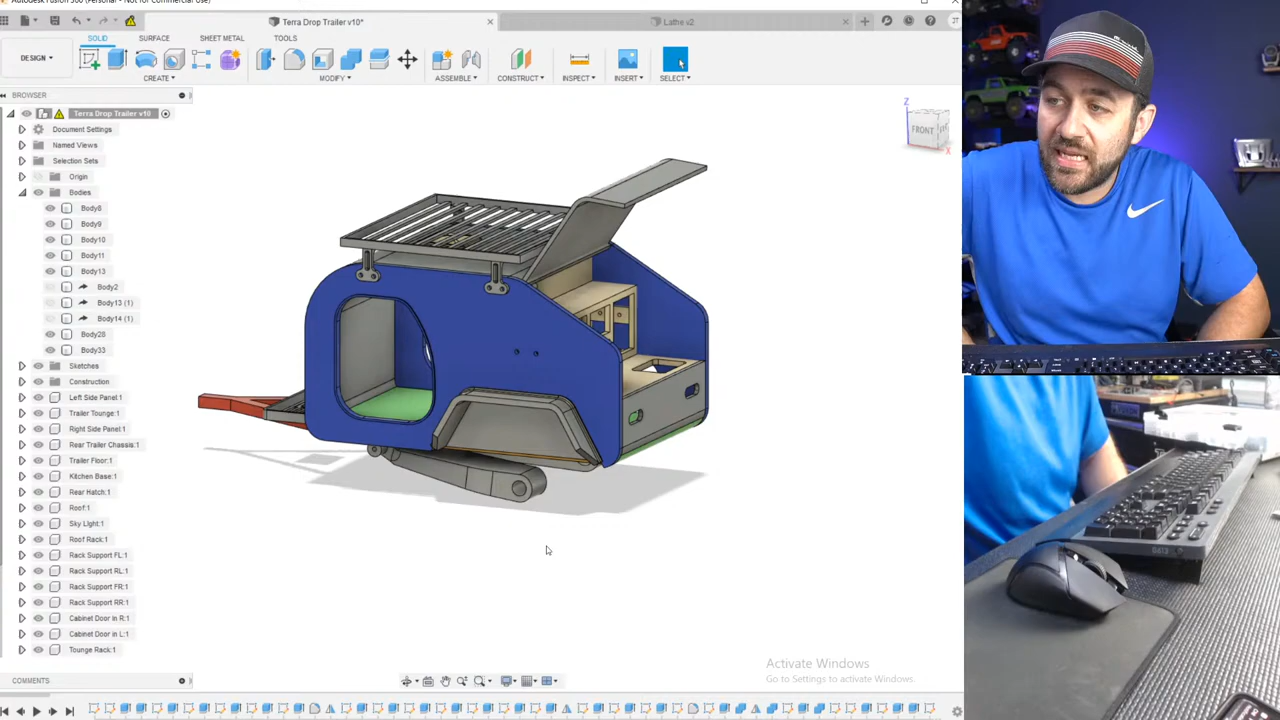 Autodesk Fusion 360 (Personal - Not for Commercial Use)
Terra Drop Trailer v10*
Lathe v2
SOLID SURFACE SHEET METAL TOOLS
DESIGN
CREATE MODIFY ASSEMBLE CONSTRUCT INSPECT INSERT SELECT
BROWSER
Terra Drop Trailer v10
Document Settings
Named Views
Selection Sets
Origin
Bodies
Body8
Body9
Body10
Body11
Body13
Body2
Body13 (1)
Body14 (1)
Body28
Body33
Sketches
Construction
Left Side Panel:1
Trailer Tounge:1
Right Side Panel:1
Rear Trailer Chassis:1
Trailer Floor:1
Kitchen Base:1
Rear Hatch:1
Roof:1
Sky Light:1
Roof Rack:1
Rack Support FL:1
Rack Support RL:1
Rack Support FR:1
Rack Support RR:1
Cabinet Door in R:1
Cabinet Door in L:1
Tounge Rack:1
Z
FRONT
X
Activate Windows
Go to Settings to activate Windows.
COMMENTS
G613